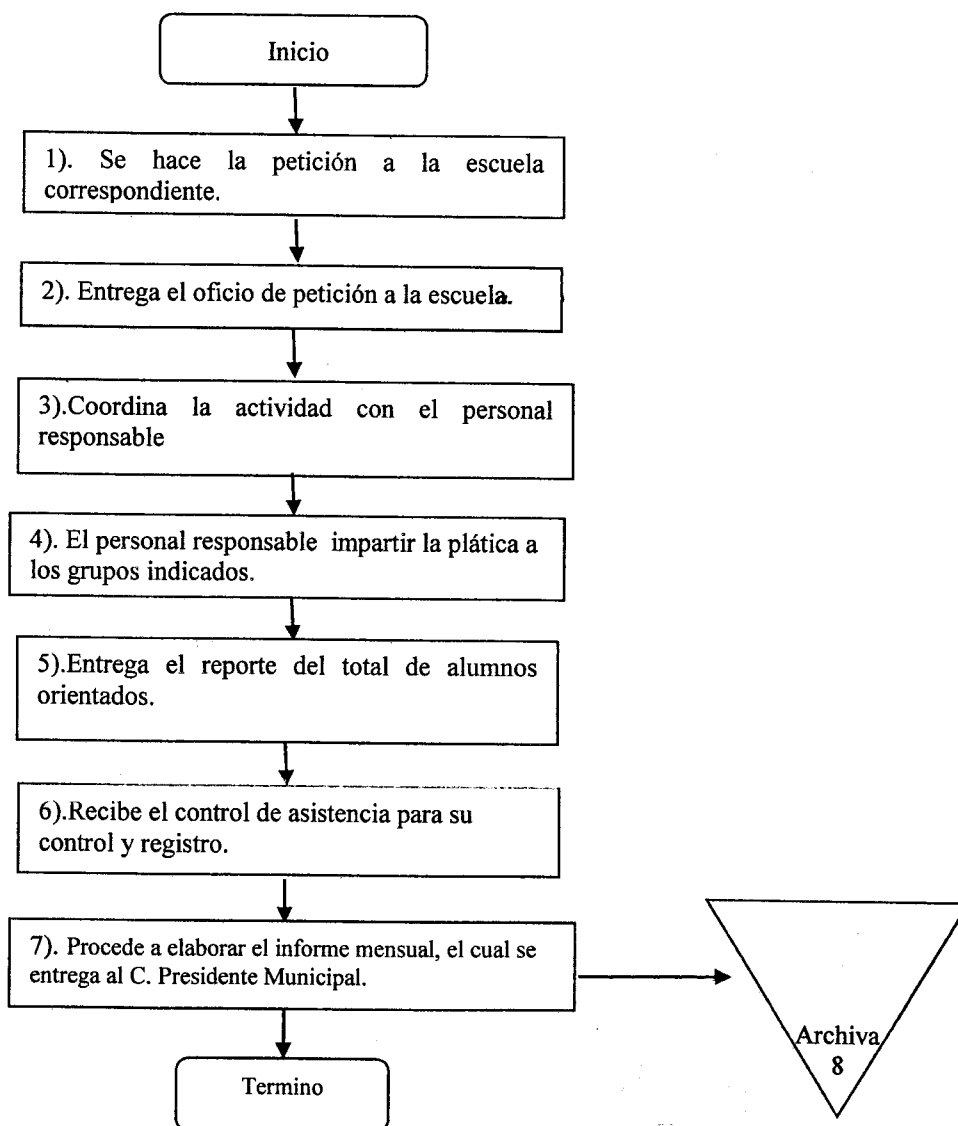 Inicio
1). Se hace la petición a la escuela
correspondiente.
2). Entrega el oficio de petición a la escuela.
3).Coordina la actividad con el personal
responsable
4). El personal responsable impartir la plática a
los grupos indicados.
5).Entrega el reporte del total de alumnos
orientados.
6).Recibe el control de asistencia para su
control y registro.
7). Procede a elaborar el informe mensual, el cual se
entrega al C. Presidente Municipal.
Archiva
8
Termino